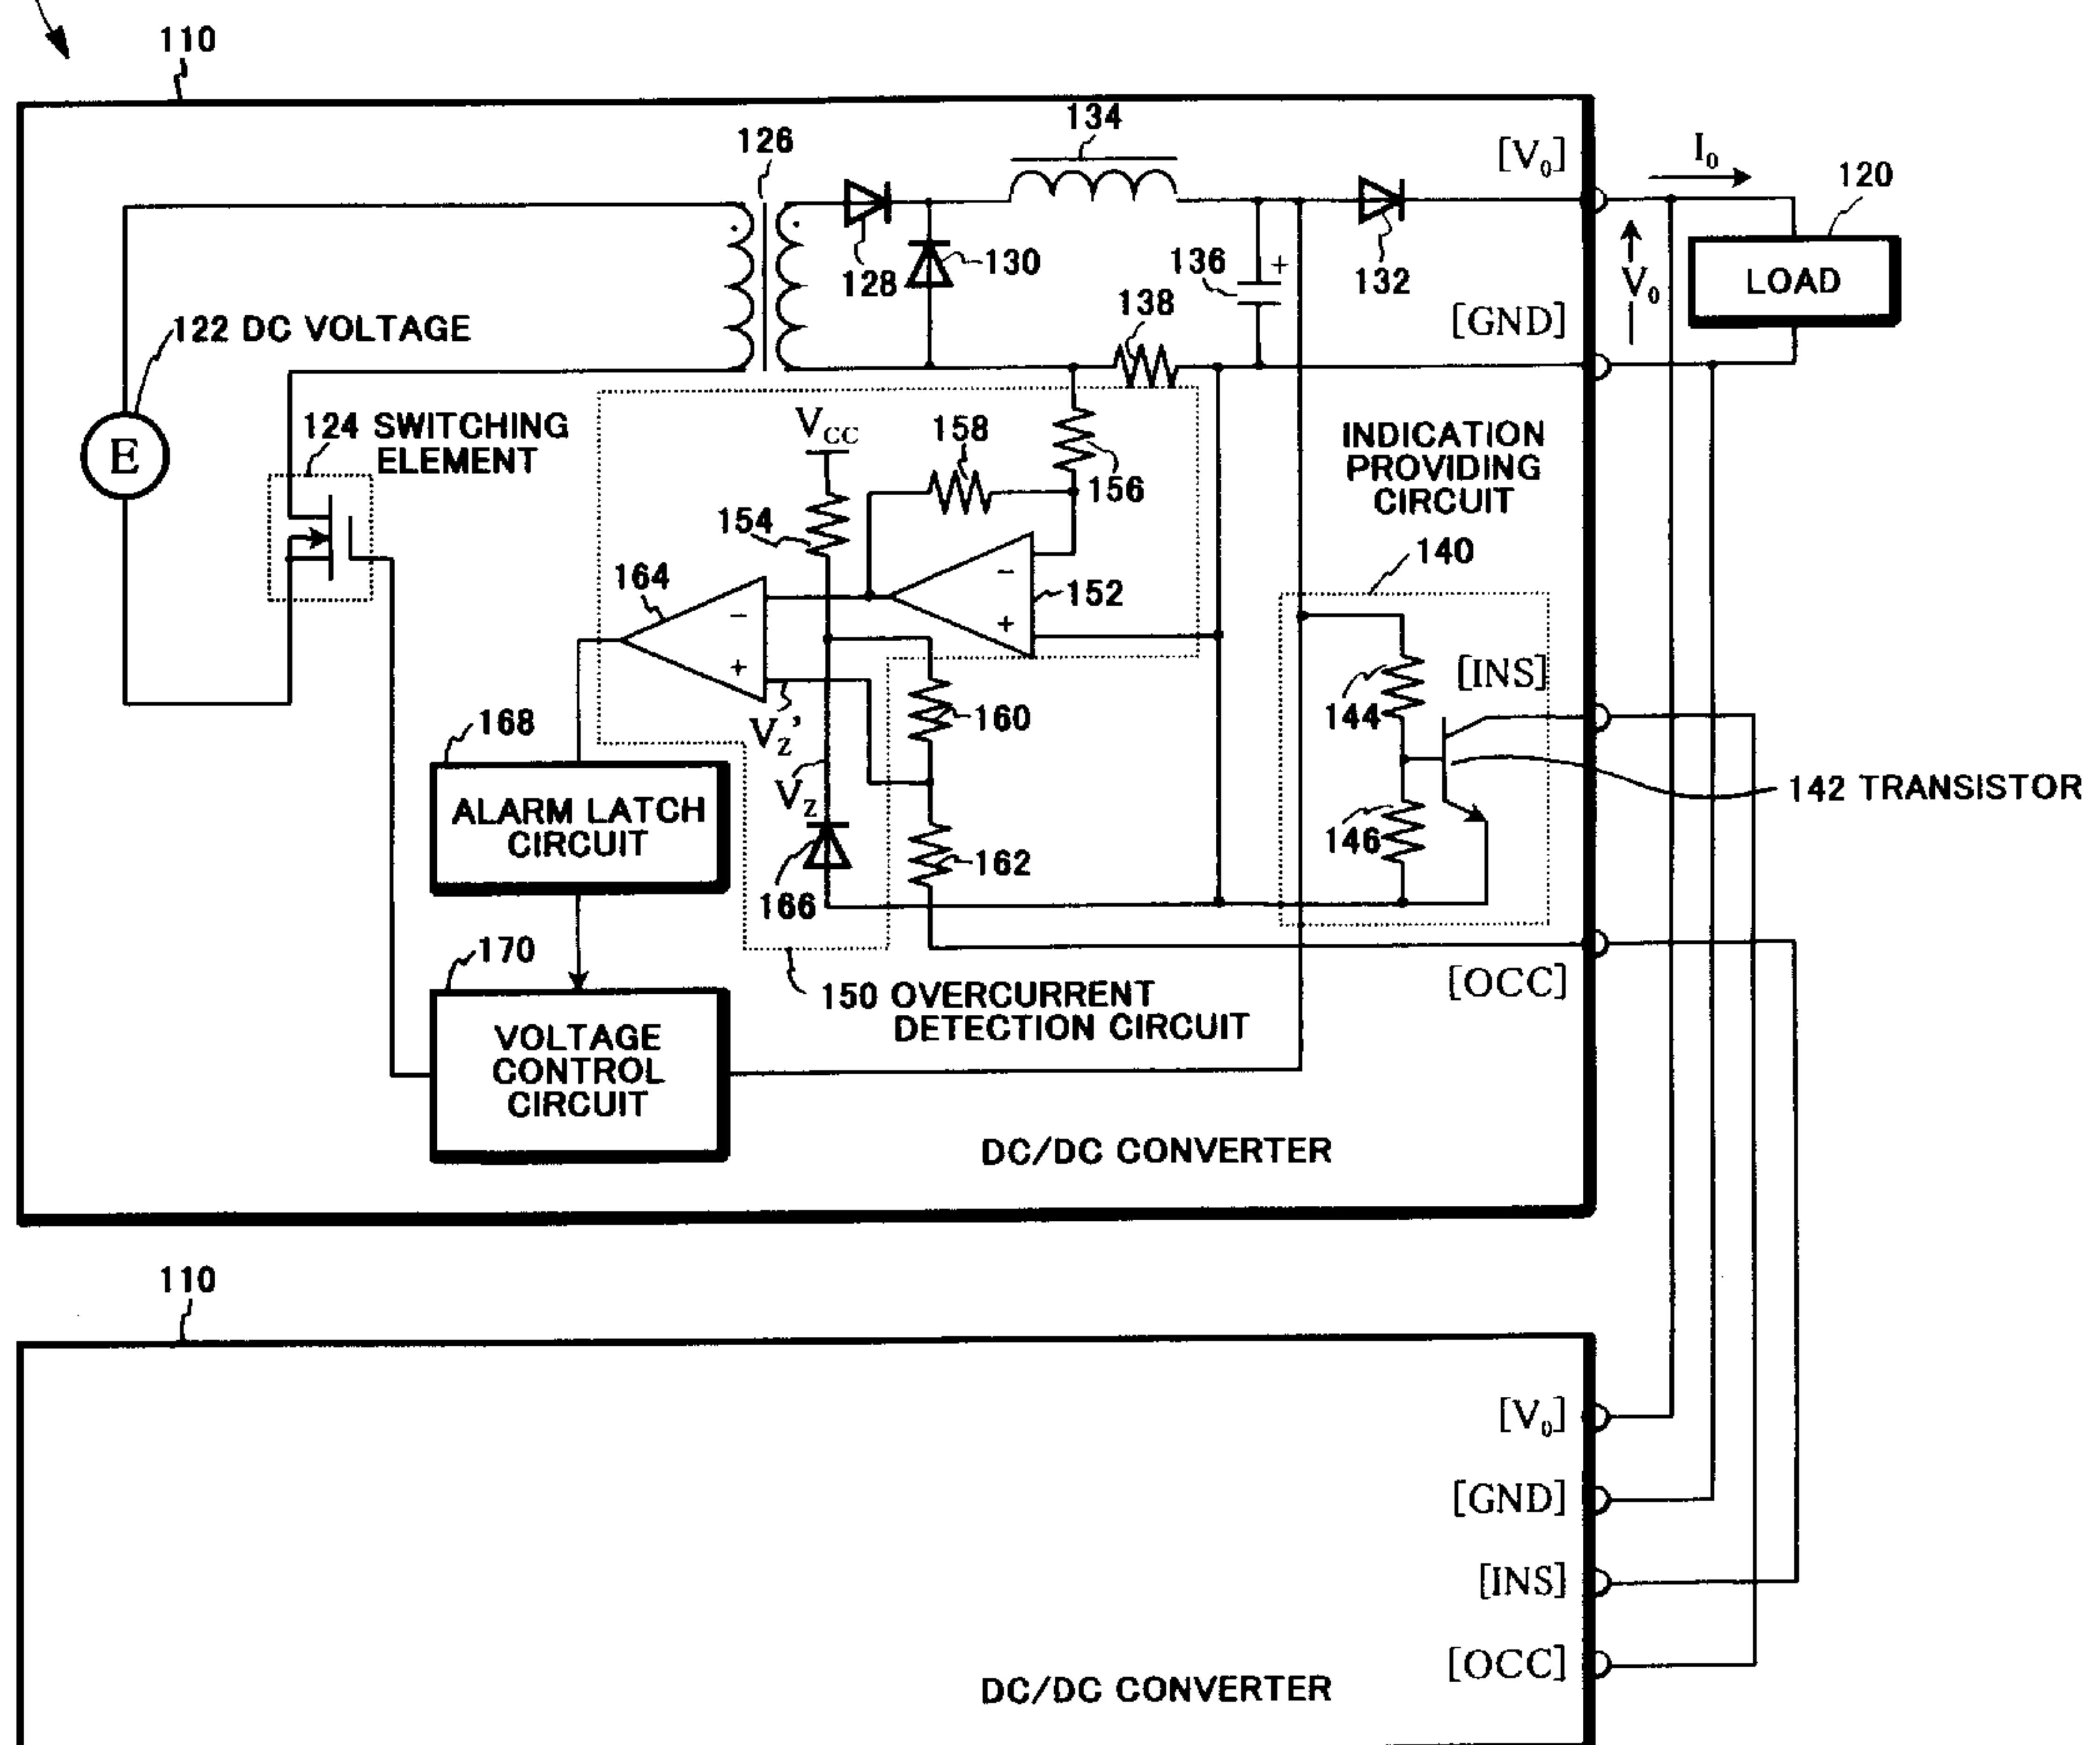 110
134
126
[V0]
I0
120
128
130
136
+
132
V0
LOAD
138
[GND]
122 DC VOLTAGE
124 SWITCHING
ELEMENT
E
VCC
158
156
INDICATION
PROVIDING
CIRCUIT
154
140
164
−
152
−
+
+
[INS]
144
160
VZ'
168
VZ
142 TRANSISTOR
ALARM LATCH
CIRCUIT
146
162
166
170
[OCC]
150 OVERCURRENT
DETECTION CIRCUIT
VOLTAGE
CONTROL
CIRCUIT
DC/DC CONVERTER
110
[V0]
[GND]
[INS]
[OCC]
DC/DC CONVERTER